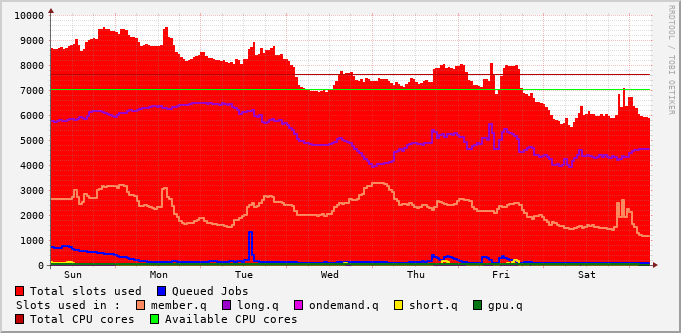 RRDTOOL / TOBI OETIKER
10000
9000
8000
7000
6000
5000
4000
3000
2000
1000
0
Sun Mon Tue Wed Thu Fri Sat
Total slots used Queued Jobs
Slots used in : member.q long.q ondemand.q short.q gpu.q
Total CPU cores Available CPU cores